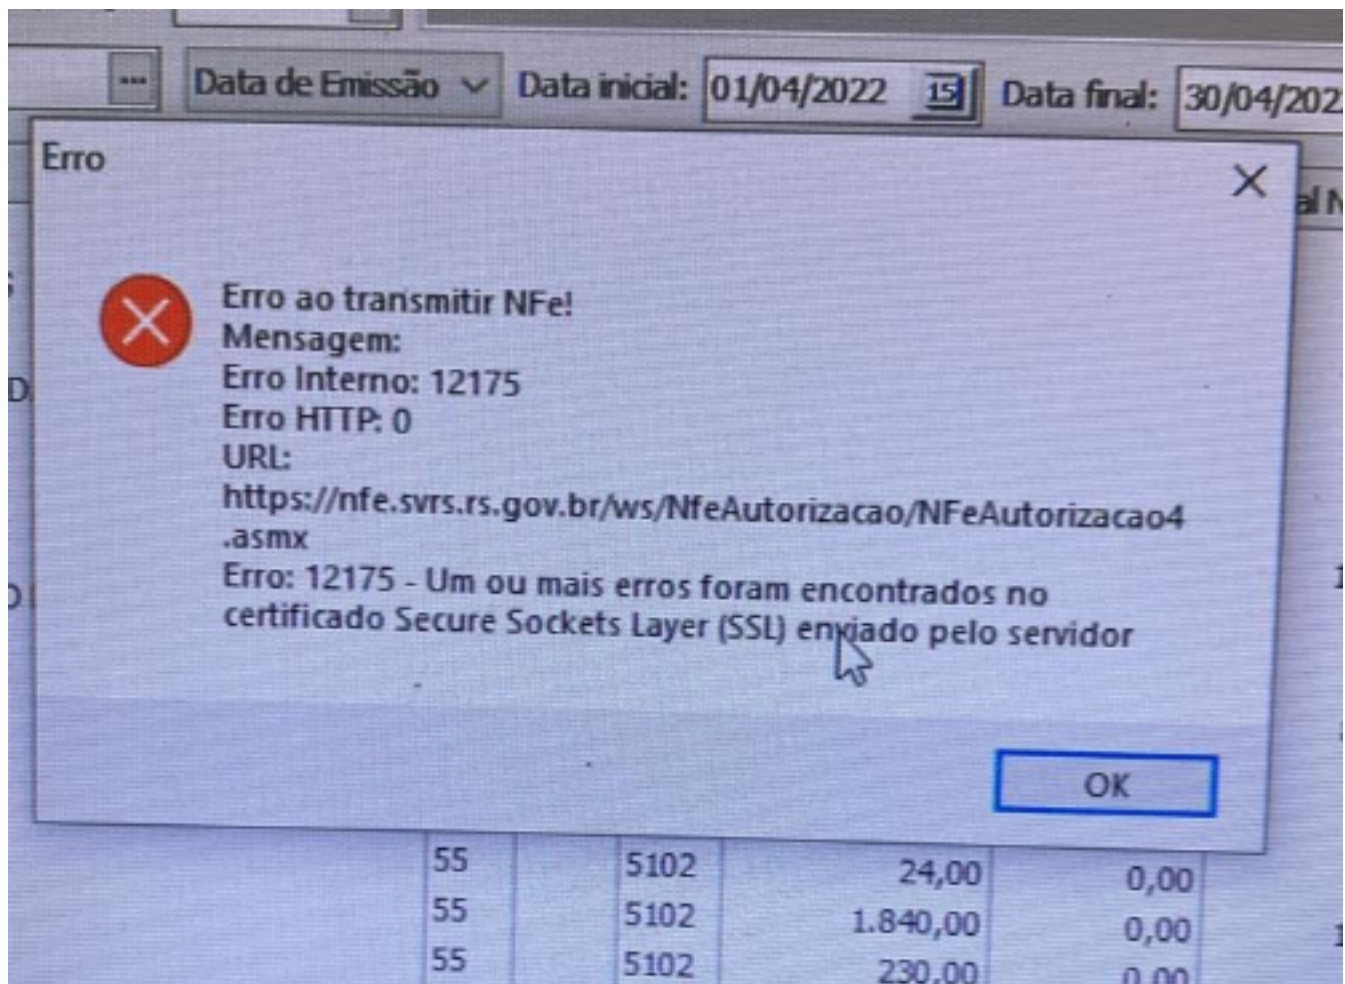 Data de Emissão Data inicial: 01/04/2022 15 Data final: 30/04/202
Erro
Erro ao transmitir NFe!
Mensagem:
Erro Interno: 12175
Erro HTTP: 0
URL:
https://nfe.svrs.rs.gov.br/ws/NfeAutorizacao/NFeAutorizacao4
.asmx
Erro: 12175 - Um ou mais erros foram encontrados no
certificado Secure Sockets Layer (SSL) enviado pelo servidor
OK
55 5102 24,00 0,00
55 5102 1.840,00 0,00
55 5102 230,00 0,00